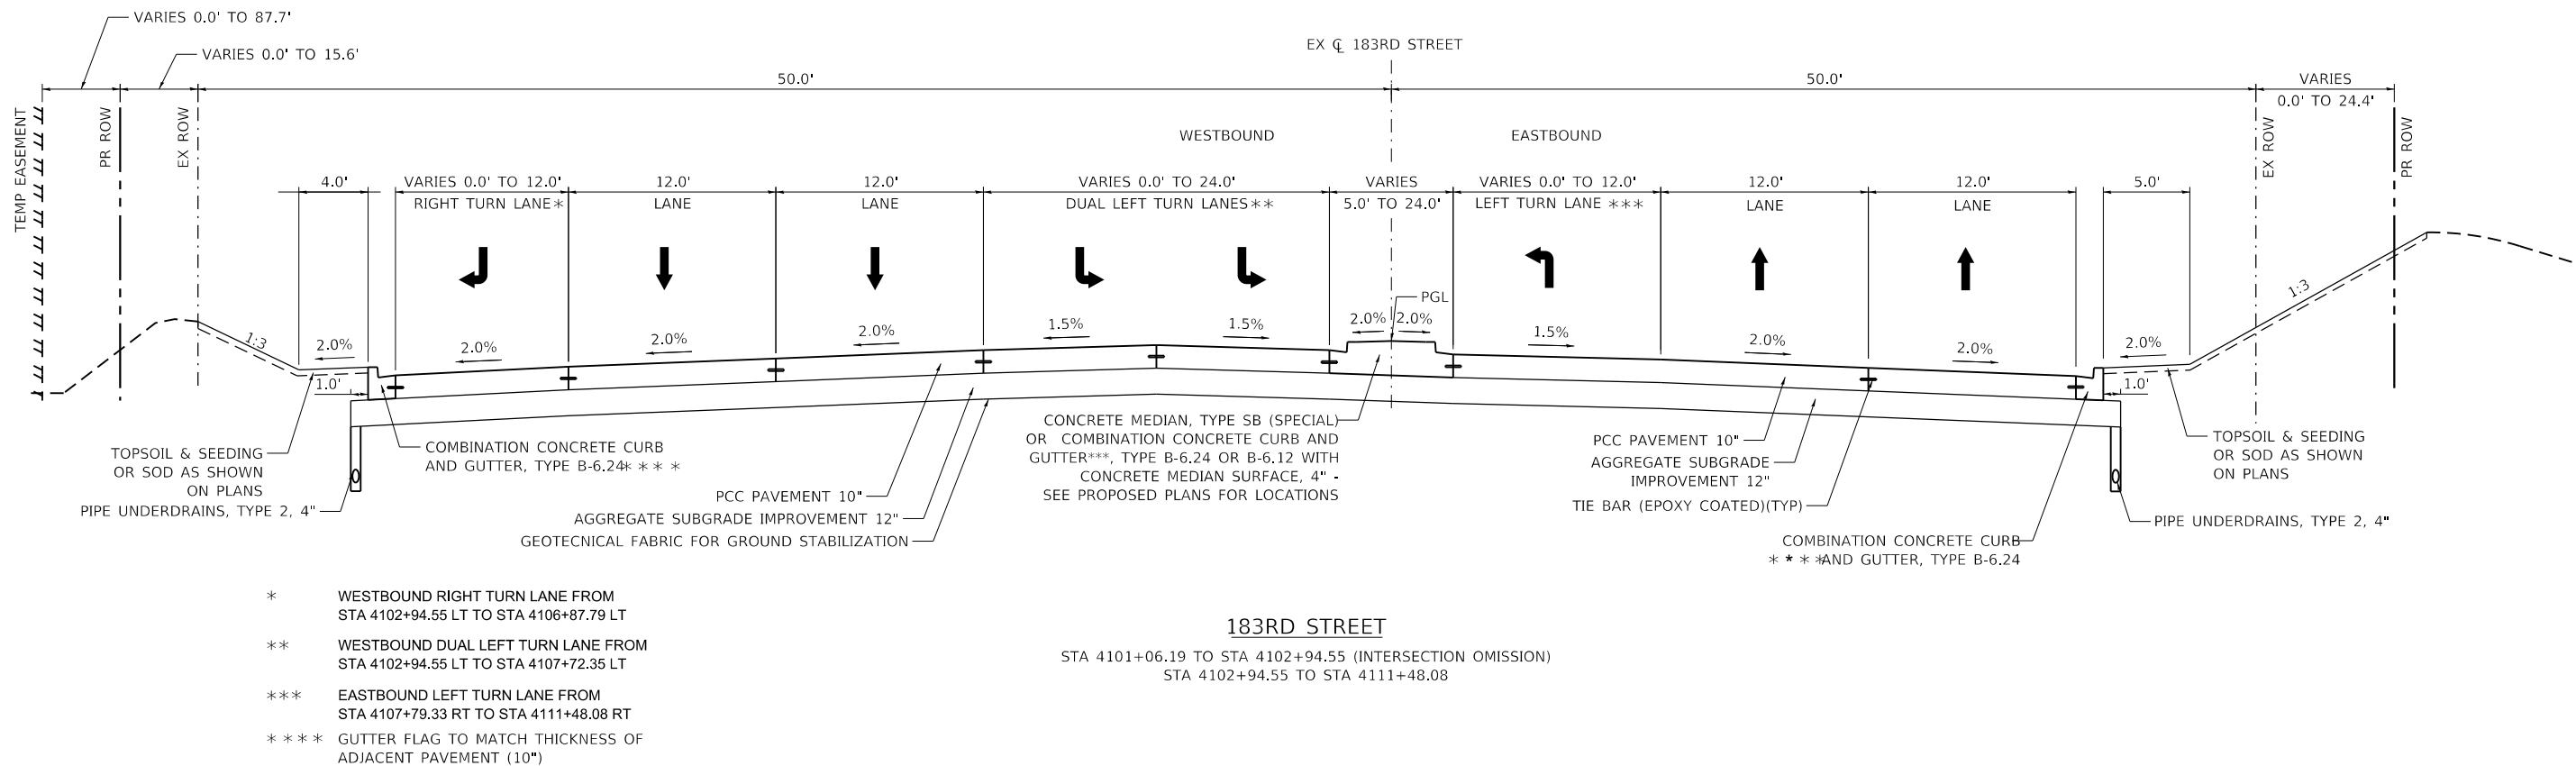 VARIES 0.0' TO 87.7'
VARIES 0.0' TO 15.6'
EX ℄ 183RD STREET
50.0'
50.0'
VARIES
0.0' TO 24.4'
TEMP EASEMENT
PR ROW
EX ROW
WESTBOUND
EASTBOUND
EX ROW
PR ROW
4.0'
VARIES 0.0' TO 12.0'
RIGHT TURN LANE*
12.0'
LANE
12.0'
LANE
VARIES 0.0' TO 24.0'
DUAL LEFT TURN LANES**
VARIES
5.0' TO 24.0'
VARIES 0.0' TO 12.0'
LEFT TURN LANE ***
12.0'
LANE
12.0'
LANE
5.0'
PGL
1:3
2.0%
2.0%
2.0%
2.0%
1.5%
1.5%
2.0%
2.0%
1.5%
2.0%
2.0%
2.0%
1:3
1.0'
1.0'
TOPSOIL & SEEDING
OR SOD AS SHOWN
ON PLANS
PIPE UNDERDRAINS, TYPE 2, 4"
COMBINATION CONCRETE CURB
AND GUTTER, TYPE B-6.24* * * *
PCC PAVEMENT 10"
AGGREGATE SUBGRADE IMPROVEMENT 12"
GEOTECNICAL FABRIC FOR GROUND STABILIZATION
CONCRETE MEDIAN, TYPE SB (SPECIAL)
OR COMBINATION CONCRETE CURB AND
GUTTER***, TYPE B-6.24 OR B-6.12 WITH
CONCRETE MEDIAN SURFACE, 4" -
SEE PROPOSED PLANS FOR LOCATIONS
PCC PAVEMENT 10"
AGGREGATE SUBGRADE
IMPROVEMENT 12"
TIE BAR (EPOXY COATED)(TYP)
COMBINATION CONCRETE CURB
* * * *AND GUTTER, TYPE B-6.24
TOPSOIL & SEEDING
OR SOD AS SHOWN
ON PLANS
PIPE UNDERDRAINS, TYPE 2, 4"
* WESTBOUND RIGHT TURN LANE FROM
STA 4102+94.55 LT TO STA 4106+87.79 LT
** WESTBOUND DUAL LEFT TURN LANE FROM
STA 4102+94.55 LT TO STA 4107+72.35 LT
*** EASTBOUND LEFT TURN LANE FROM
STA 4107+79.33 RT TO STA 4111+48.08 RT
* * * * GUTTER FLAG TO MATCH THICKNESS OF
ADJACENT PAVEMENT (10")
183RD STREET
STA 4101+06.19 TO STA 4102+94.55 (INTERSECTION OMISSION)
STA 4102+94.55 TO STA 4111+48.08